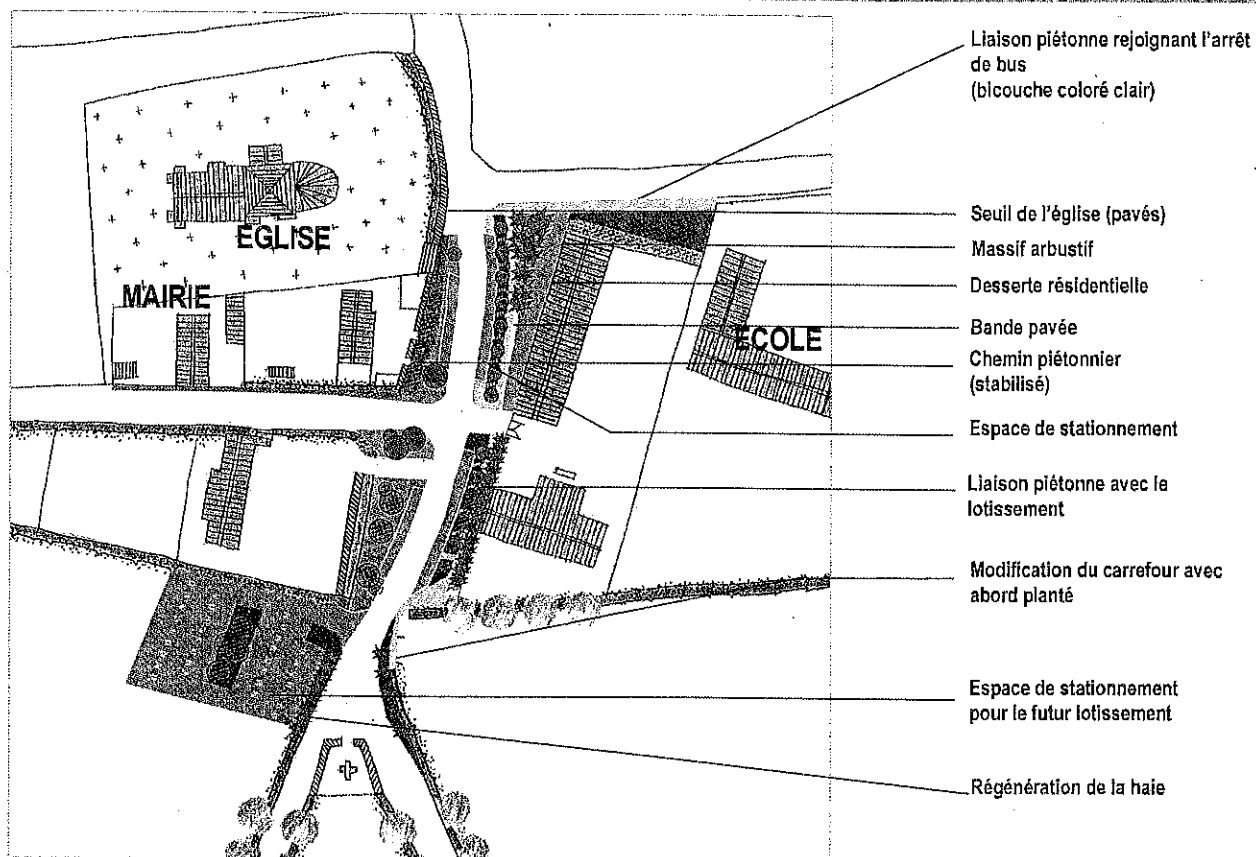 Liaison piétonne rejoignant l'arrêt
de bus
(bicouche coloré clair)
Seuil de l'église (pavés)
Massif arbustif
Desserte résidentielle
Bande pavée
Chemin piétonnier
(stabilisé)
Espace de stationnement
Liaison piétonne avec le
lotissement
Modification du carrefour avec
abord planté
Espace de stationnement
pour le futur lotissement
Régénération de la haie
EGLISE
MAIRIE
ECOLE